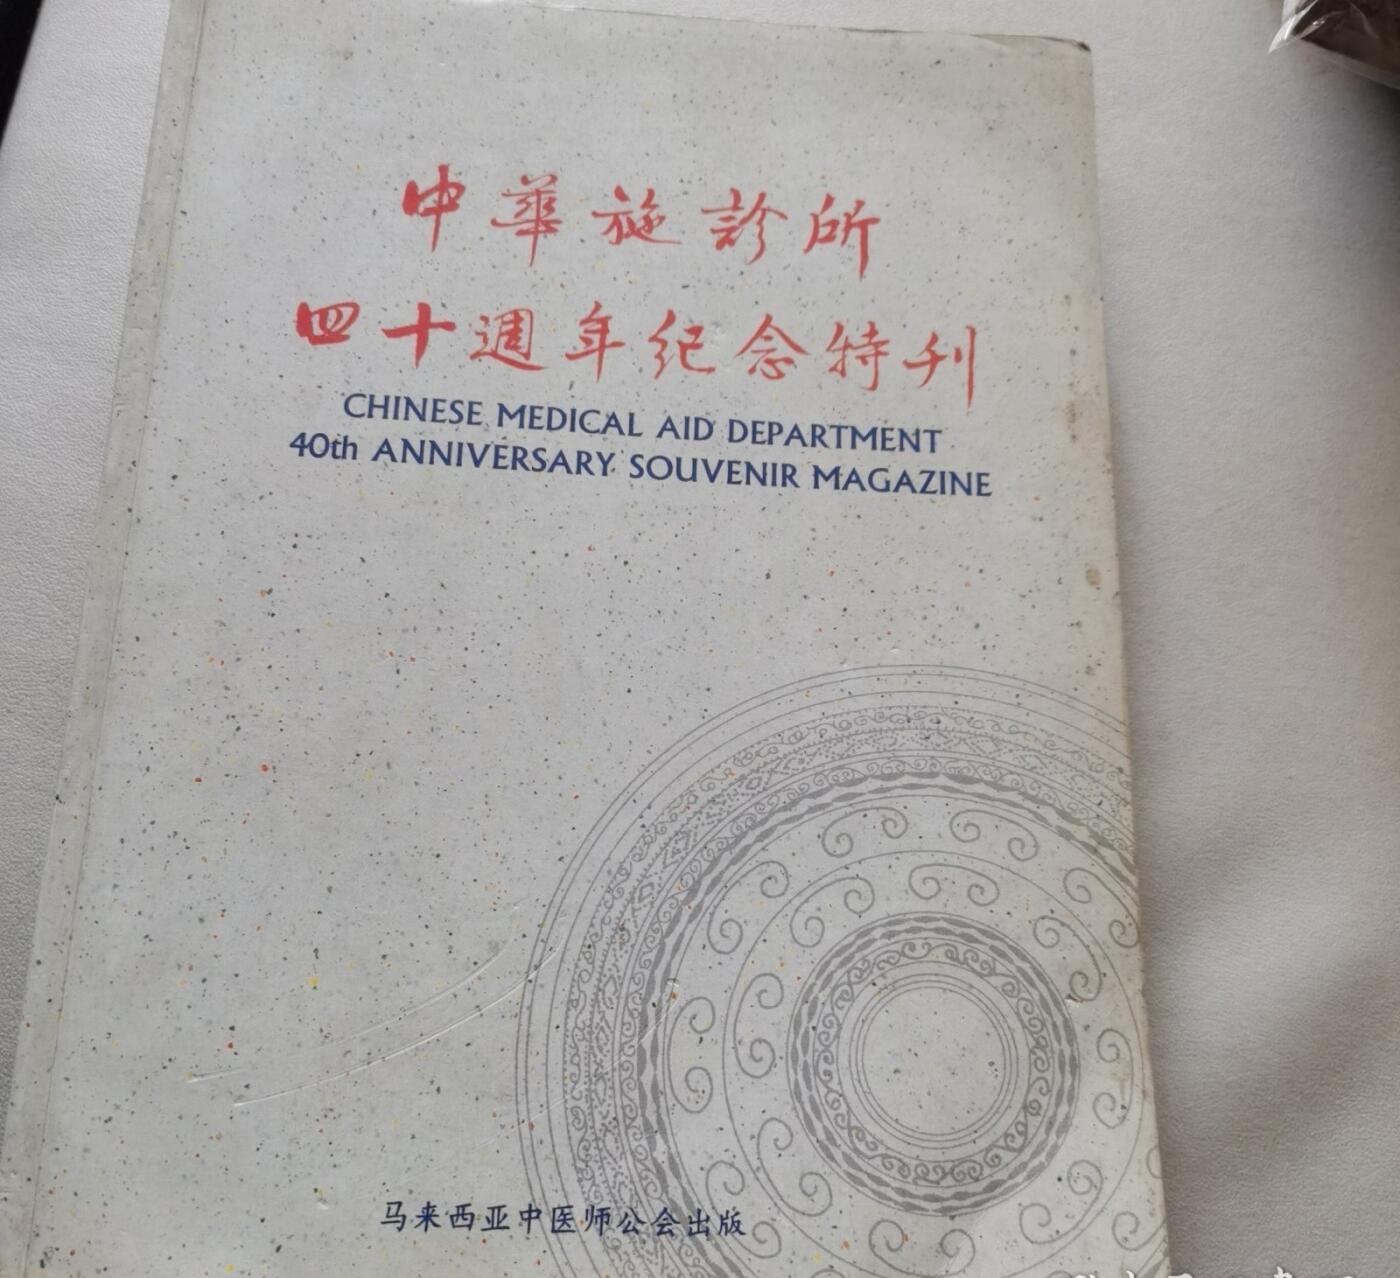 中華施診所
四十週年纪念特刊
CHINESE MEDICAL AID DEPARTMENT
40th ANNIVERSARY SOUVENIR MAGAZINE
马来西亚中医师公会出版